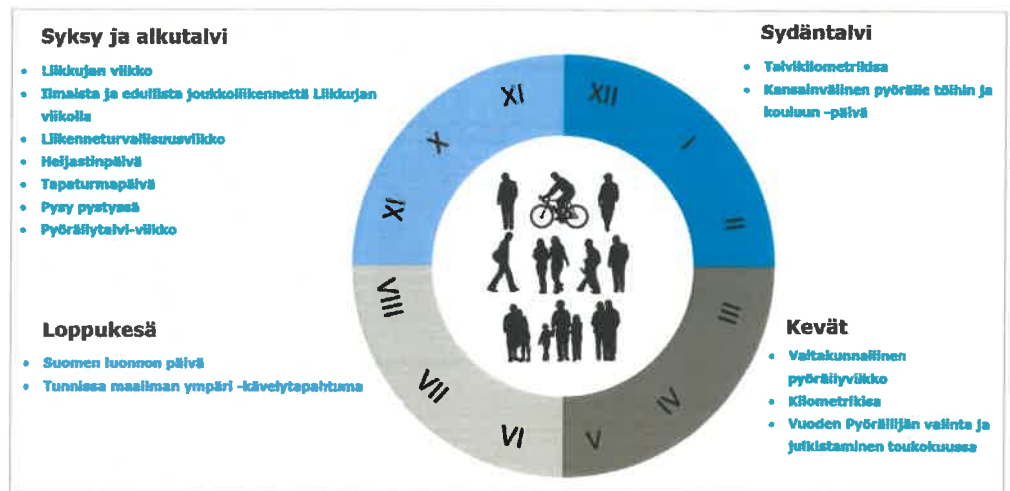 Syksy ja alkutalvi
• Liikkujan viikko
• Ilmaista ja edullista joukkoliikennettä Liikkujan
viikolla
• Liikenneturvallisuusviikko
• Heijastinpäivä
• Tapaturmapäivä
• Pysy pystyssä
• Pyöräilytalvi-viikko
Sydäntalvi
• Talvikilometrikisa
• Kansainvälinen pyörälle töihin ja
kouluun -päivä
XI
XII
X
I
XI
II
VIII
III
VII
IV
VI
V
Loppukesä
• Suomen luonnon päivä
• Tunnissa maailman ympäri -kävelytapahtuma
Kevät
• Valtakunnallinen
pyöräilyviikko
• Kilometrikisa
• Vuoden Pyöräilijän valinta ja
julkistaminen toukokuussa